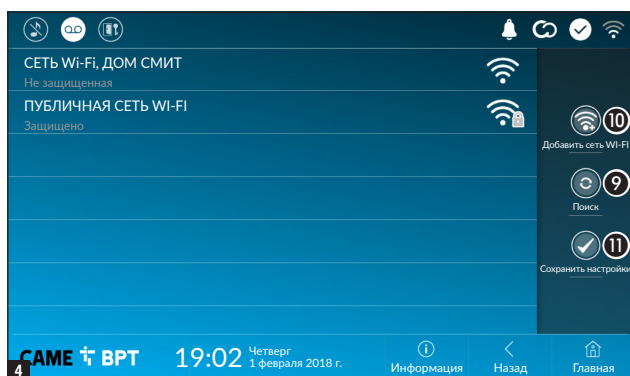 СЕТЬ Wi-Fi, ДОМ СМИТ
Не защищенная
ПУБЛИЧНАЯ СЕТЬ WI-FI
Защищено
10
Добавить сеть WI-FI
9
Поиск
11
Сохранить настройки
4
CAME BPT
19:02
Четверг
1 февраля 2018 г.
Информация
Назад
Главная